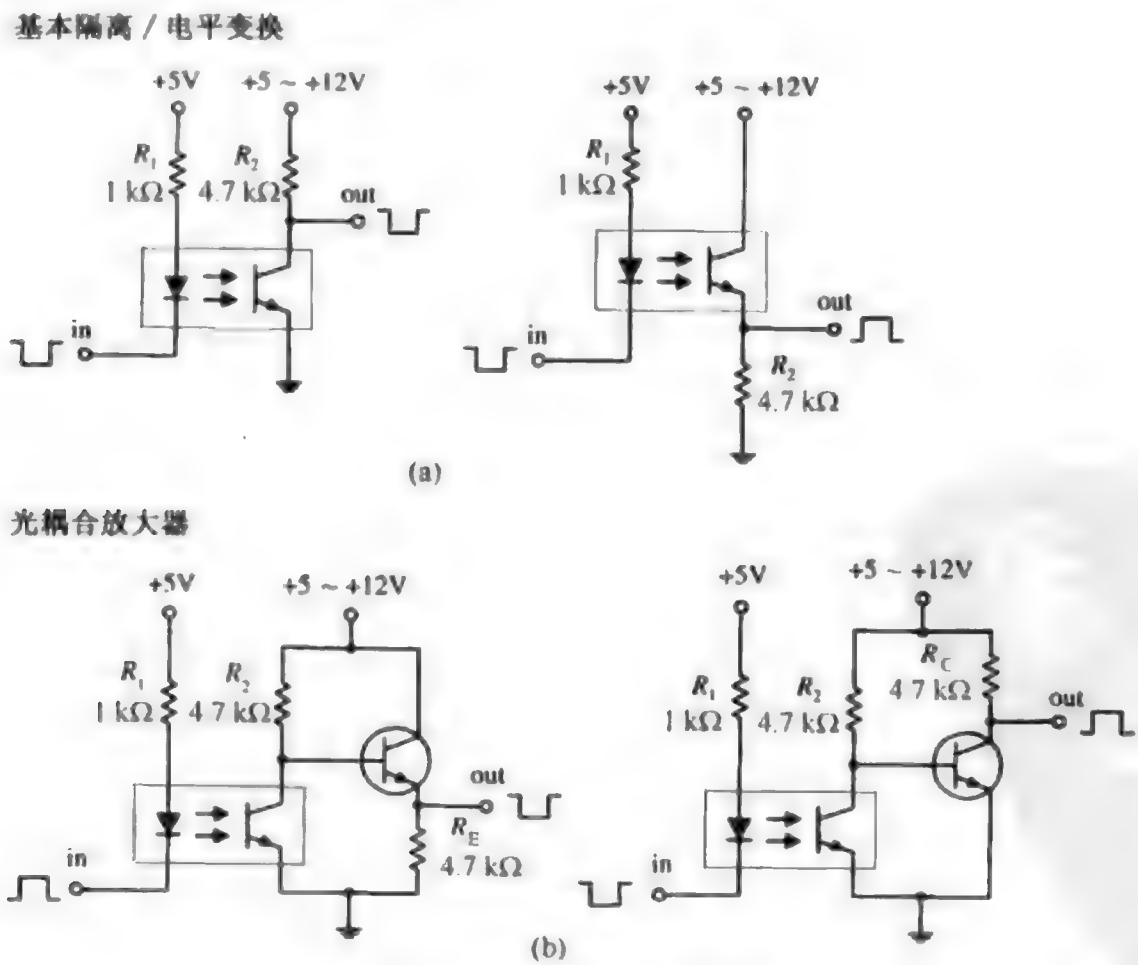 基本隔离 / 电平变换
+5V
+5 ~ +12V
R₁
1 kΩ
R₂
4.7 kΩ
out
in
+5V
+5 ~ +12V
R₁
1 kΩ
out
in
R₂
4.7 kΩ
(a)
光耦合放大器
+5V
+5 ~ +12V
R₁
1 kΩ
R₂
4.7 kΩ
out
R_E
4.7 kΩ
in
+5V
+5 ~ +12V
R₁
1 kΩ
R₂
4.7 kΩ
R_C
4.7 kΩ
out
in
(b)